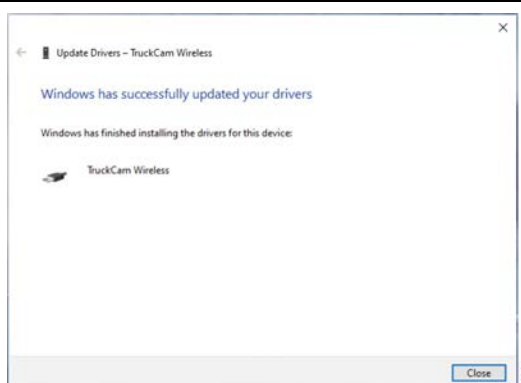 Update Drivers – TruckCam Wireless
Windows has successfully updated your drivers
Windows has finished installing the drivers for this device:
TruckCam Wireless
Close